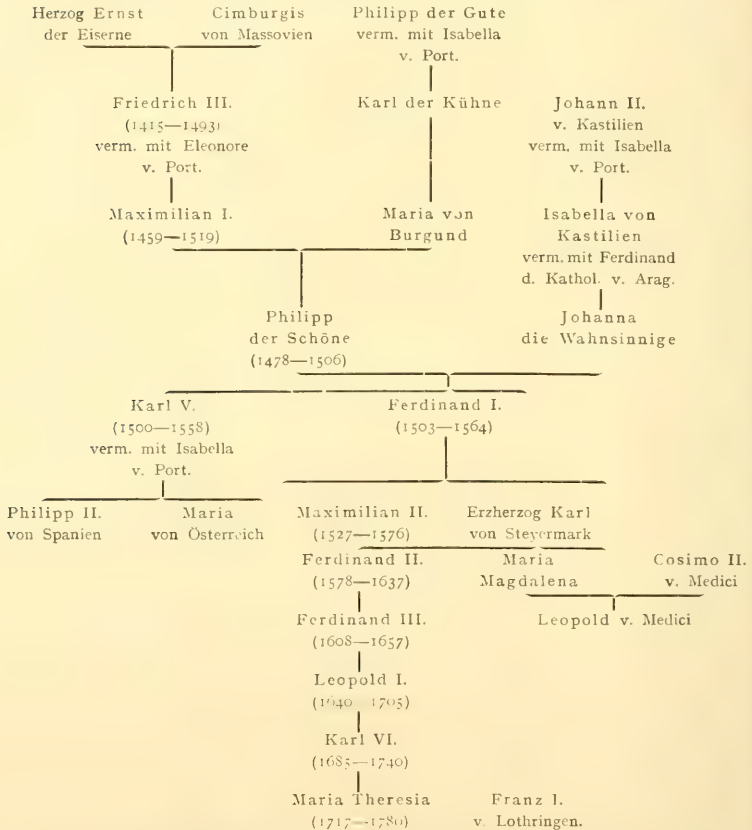 Herzog Ernst Cimburgis Philipp der Gute
der Eiserne von Massovien verm. mit Isabella
v. Port.
Friedrich III. Karl der Kühne Johann II.
(1415—1493) v. Kastilien
verm. mit Eleonore verm. mit Isabella
v. Port. v. Port.
Maximilian I. Maria von Isabella von
(1459—1519) Burgund Kastilien
verm. mit Ferdinand
d. Kathol. v. Arag.
Philipp Johanna
der Schöne die Wahnsinnige
(1478—1506)
Karl V. Ferdinand I.
(1500—1558) (1503—1564)
verm. mit Isabella
v. Port.
Philipp II. Maria Maximilian II. Erzherzog Karl
von Spanien von Österreich (1527—1576) von Steyermark
Ferdinand II. Maria Cosimo II.
(1578—1637) Magdalena v. Medici
Ferdinand III. Leopold v. Medici
(1608—1657)
Leopold I.
(1640 1705)
Karl VI.
(1685—1740)
Maria Theresia Franz I.
(1717—1780) v. Lothringen.